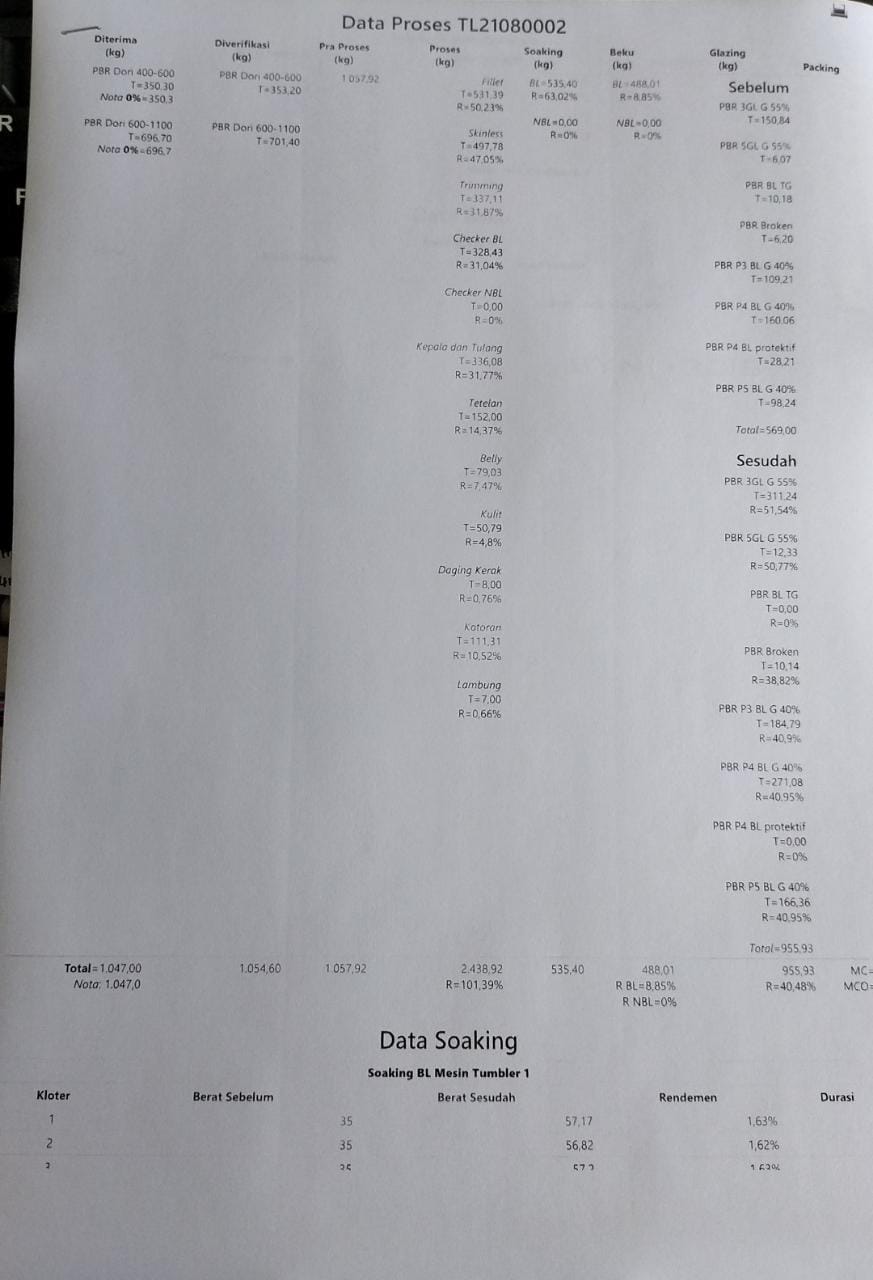 Data Proses TL21080002
Diterima
(kg)
PBR Dori 400-600
T=350,30
Nota 0%=350,3
PBR Dori 600-1100
T=696,70
Nota 0%=696,7
Diverifikasi
(kg)
PBR Dori 400-600
T=353,20
PBR Dori 600-1100
T=701,40
Pra Proses
(kg)
1.057,92
Proses
(kg)
Fillet
T=531,39
R=50,23%
Skinless
T=497,78
R=47,05%
Trimming
T=337,11
R=31,87%
Checker BL
T=328,43
R=31,04%
Checker NBL
T=0,00
R=0%
Kepala dan Tulang
T=336,08
R=31,77%
Tetelan
T=152,00
R=14,37%
Belly
T=79,03
R=7,47%
Kulit
T=50,79
R=4,8%
Daging Kerak
T=8,00
R=0,76%
Kotoran
T=111,31
R=10,52%
Lambung
T=7,00
R=0,66%
Soaking
(kg)
BL=535,40
R=63,02%
NBL=0,00
R=0%
Beku
(kg)
BL=488,01
R=8,85%
NBL=0,00
R=0%
Glazing
(kg)
Sebelum
PBR 3GL G 55%
T=150,84
PBR 5GL G 55%
T=6,07
PBR BL TG
T=10,18
PBR Broken
T=6,20
PBR P3 BL G 40%
T=109,21
PBR P4 BL G 40%
T=160,06
PBR P4 BL protektif
T=28,21
PBR P5 BL G 40%
T=98,24
Total=569,00
Sesudah
PBR 3GL G 55%
T=311,24
R=51,54%
PBR 5GL G 55%
T=12,33
R=50,77%
PBR BL TG
T=0,00
R=0%
PBR Broken
T=10,14
R=38,82%
PBR P3 BL G 40%
T=184,79
R=40,9%
PBR P4 BL G 40%
T=271,08
R=40,95%
PBR P4 BL protektif
T=0,00
R=0%
PBR P5 BL G 40%
T=166,36
R=40,95%
Total=955,93
Packing
Total=1.047,00 1.054,60 1.057,92 2.438,92 535,40 488,01 955,93 MC=
Nota: 1.047,0 R=101,39% R BL=8,85% R=40,48% MCO=
R NBL=0%
Data Soaking
Soaking BL Mesin Tumbler 1
Kloter Berat Sebelum Berat Sesudah Rendemen Durasi
1 35 57,17 1,63%
2 35 56,82 1,62%